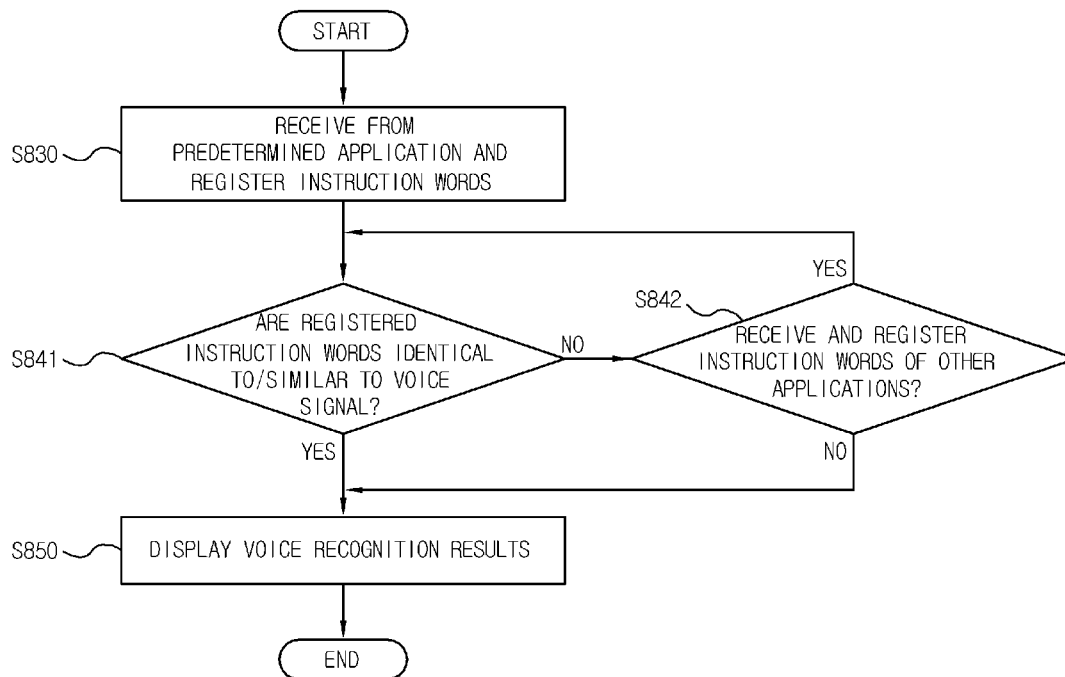 START
S830
RECEIVE FROM
PREDETERMINED APPLICATION AND
REGISTER INSTRUCTION WORDS
S841
ARE REGISTERED
INSTRUCTION WORDS IDENTICAL
TO/SIMILAR TO VOICE
SIGNAL?
NO
YES
S842
YES
RECEIVE AND REGISTER
INSTRUCTION WORDS OF OTHER
APPLICATIONS?
NO
S850
DISPLAY VOICE RECOGNITION RESULTS
END